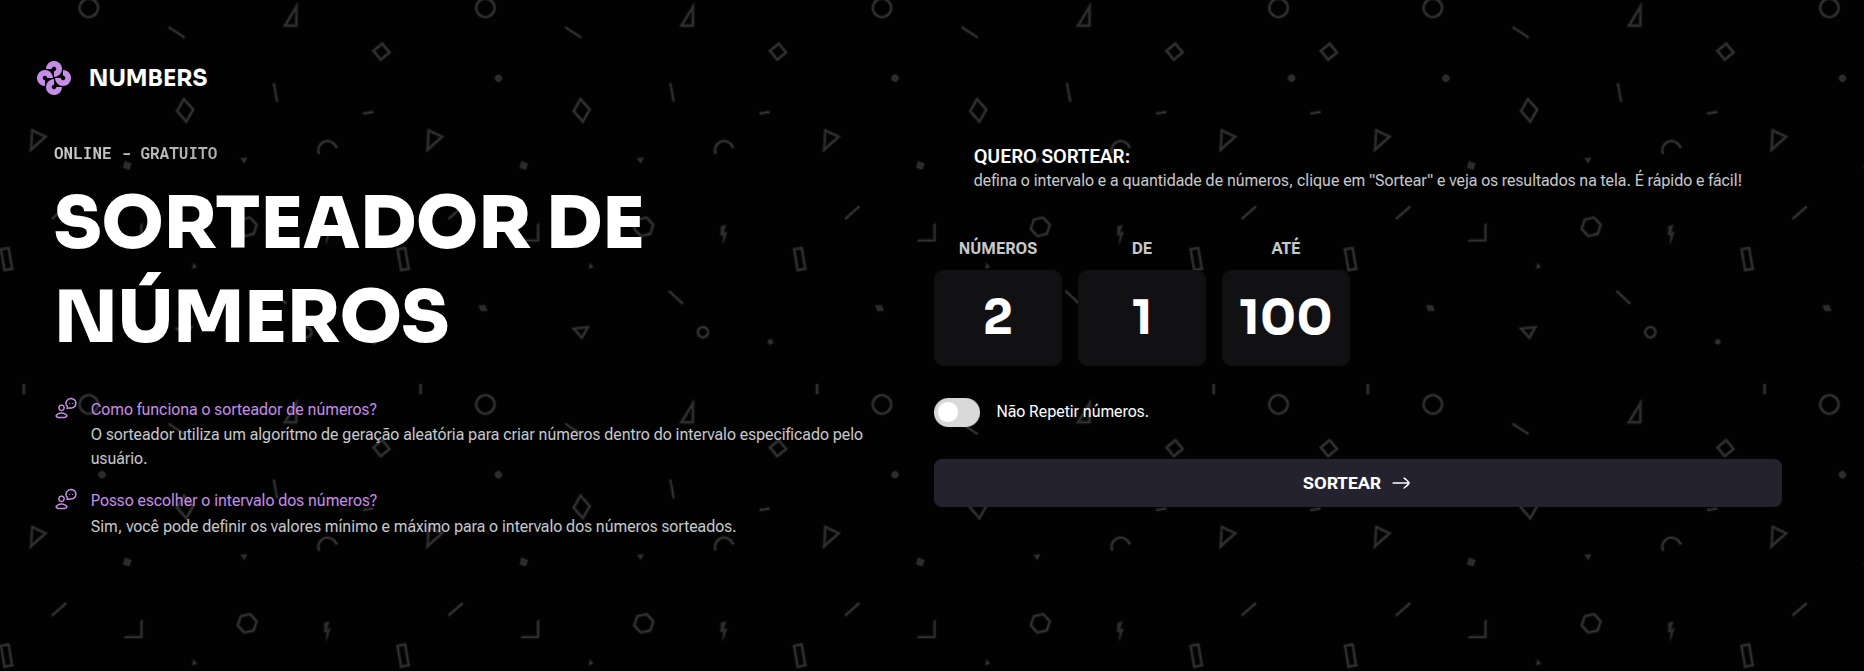 NUMBERS
ONLINE - GRATUITO
SORTEADOR DE
NÚMEROS
Como funciona o sorteador de números?
O sorteador utiliza um algorítmo de geração aleatória para criar números dentro do intervalo especificado pelo
usuário.
Posso escolher o intervalo dos números?
Sim, você pode definir os valores mínimo e máximo para o intervalo dos números sorteados.
QUERO SORTEAR:
defina o intervalo e a quantidade de números, clique em "Sortear" e veja os resultados na tela. É rápido e fácil!
NÚMEROS DE ATÉ
2 1 100
Não Repetir números.
SORTEAR